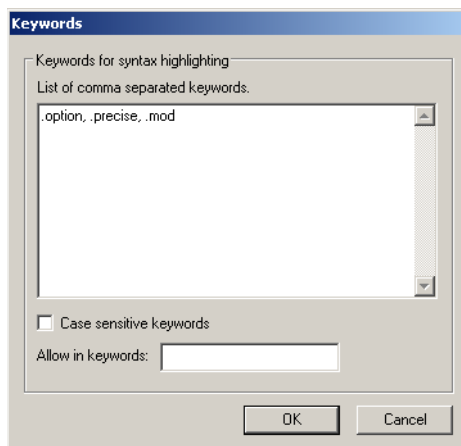 Keywords
Keywords for syntax highlighting
List of comma separated keywords.
.option, .precise, .mod
Case sensitive keywords
Allow in keywords:
OK
Cancel